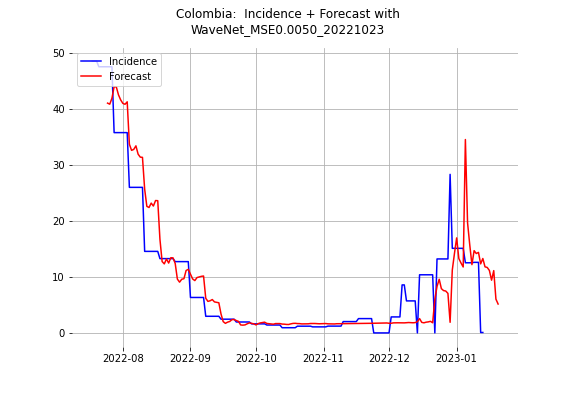 Colombia:  Incidence + Forecast with
WaveNet_MSE0.0050_20221023
Incidence
Forecast
50
40
30
20
10
0
2022-08 2022-09 2022-10 2022-11 2022-12 2023-01